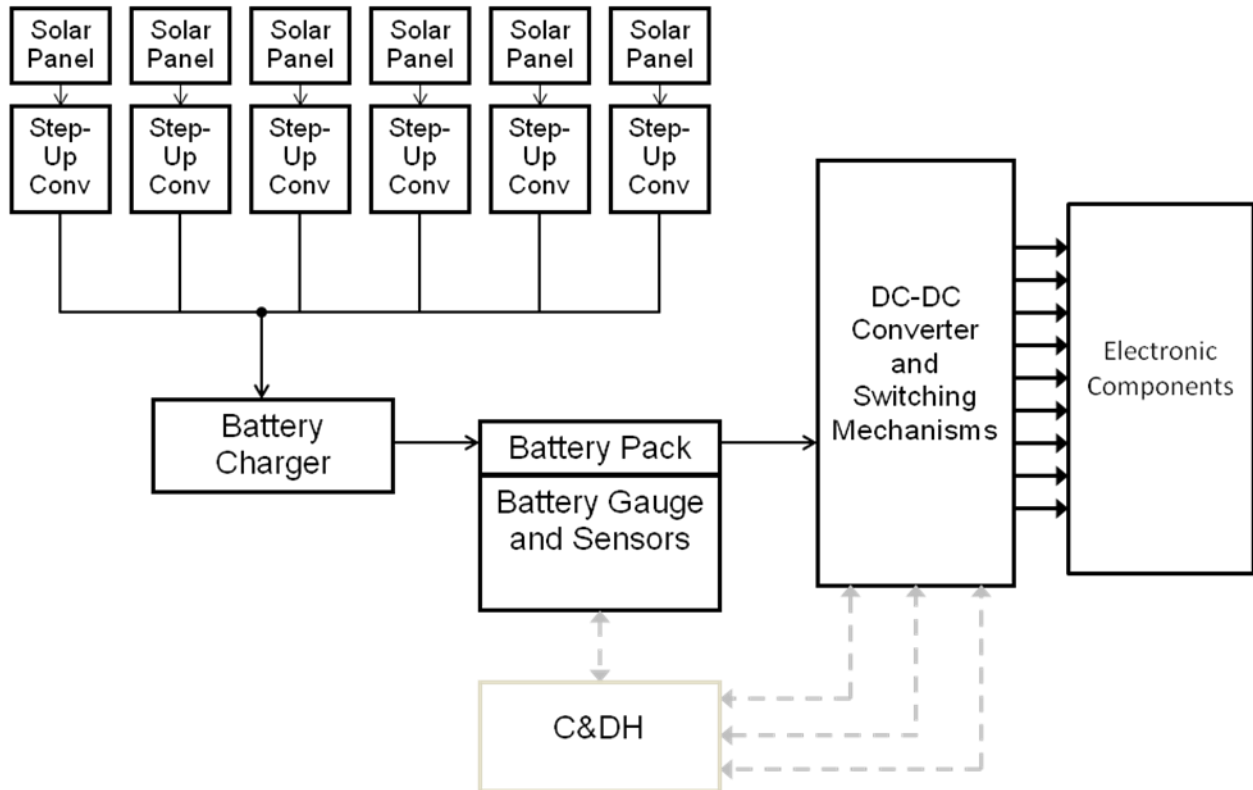 Solar
Panel
Solar
Panel
Solar
Panel
Solar
Panel
Solar
Panel
Solar
Panel
Step-
Up
Conv
Step-
Up
Conv
Step-
Up
Conv
Step-
Up
Conv
Step-
Up
Conv
Step-
Up
Conv
DC-DC
Converter
and
Switching
Mechanisms
Electronic
Components
Battery
Charger
Battery Pack
Battery Gauge
and Sensors
C&DH